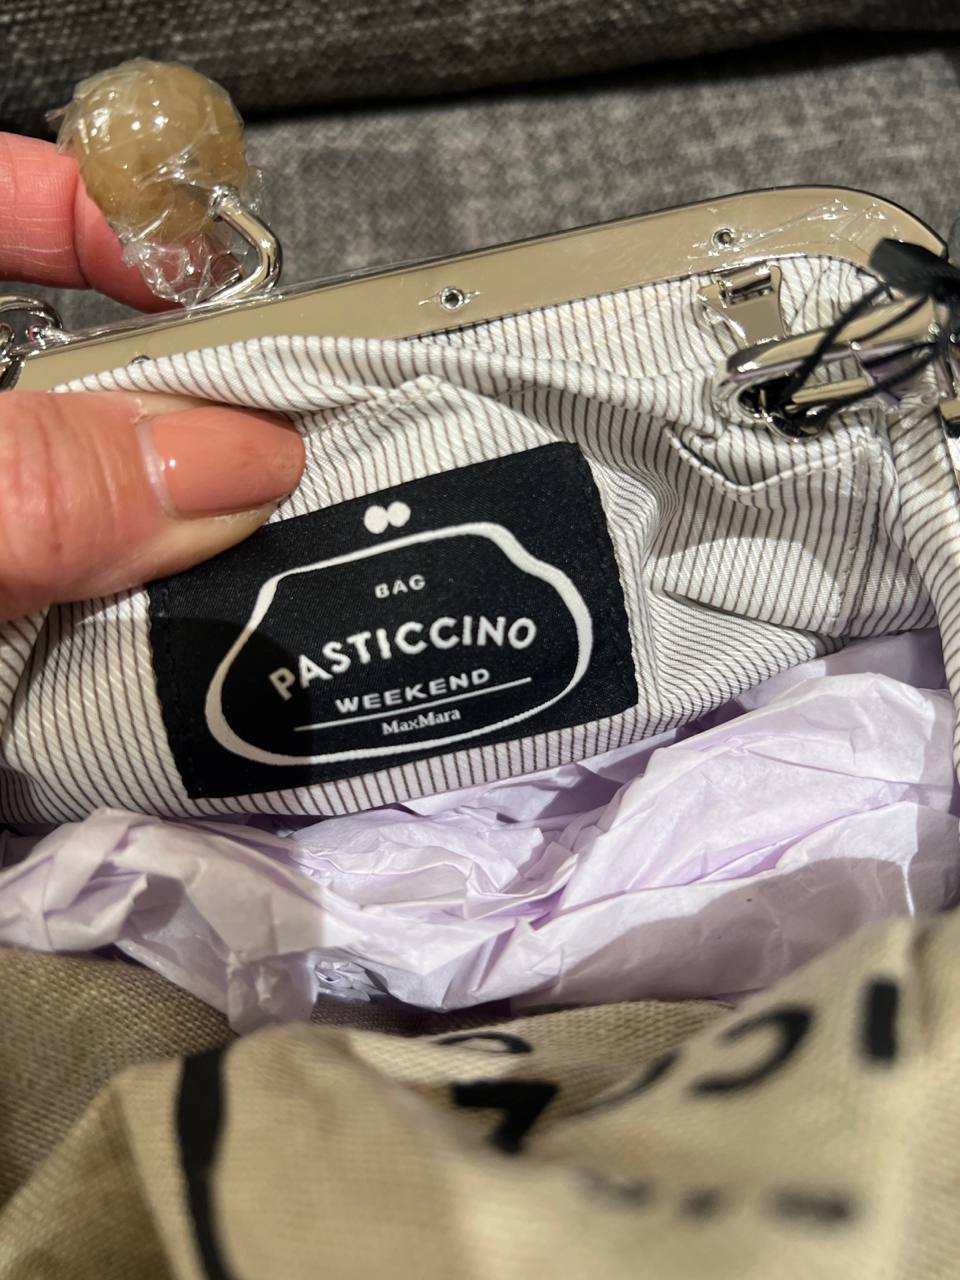 BAG
PASTICCINO
WEEKEND
MaxMara